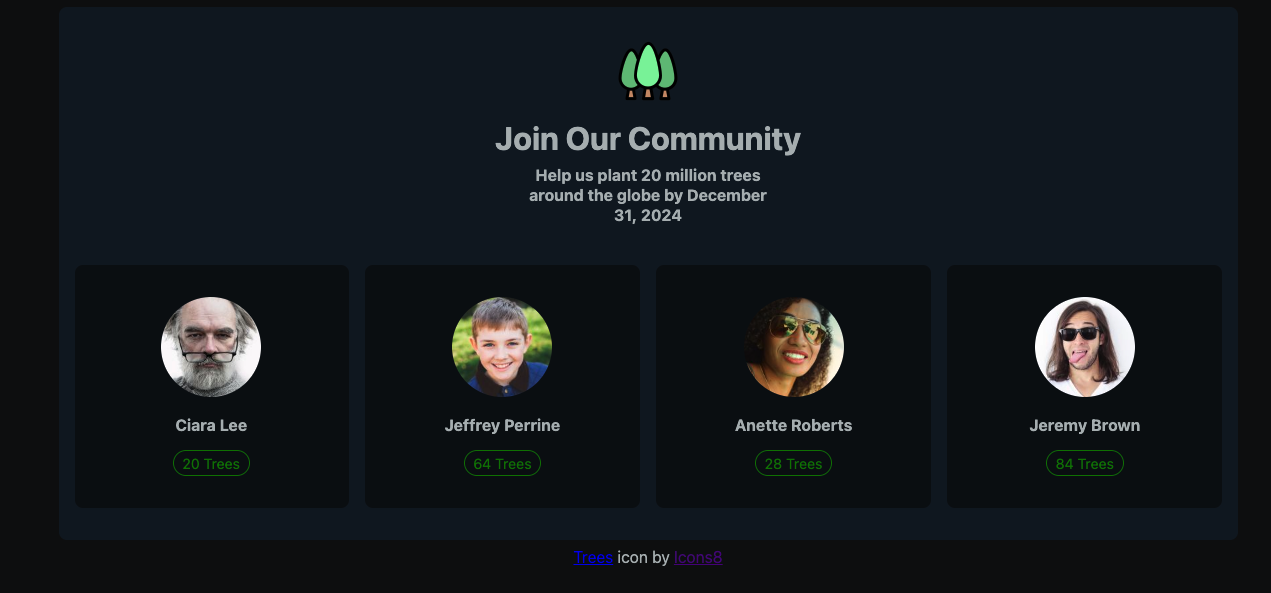 Join Our Community
Help us plant 20 million trees
around the globe by December
31, 2024
Ciara Lee
20 Trees
Jeffrey Perrine
64 Trees
Anette Roberts
28 Trees
Jeremy Brown
84 Trees
Trees icon by Icons8